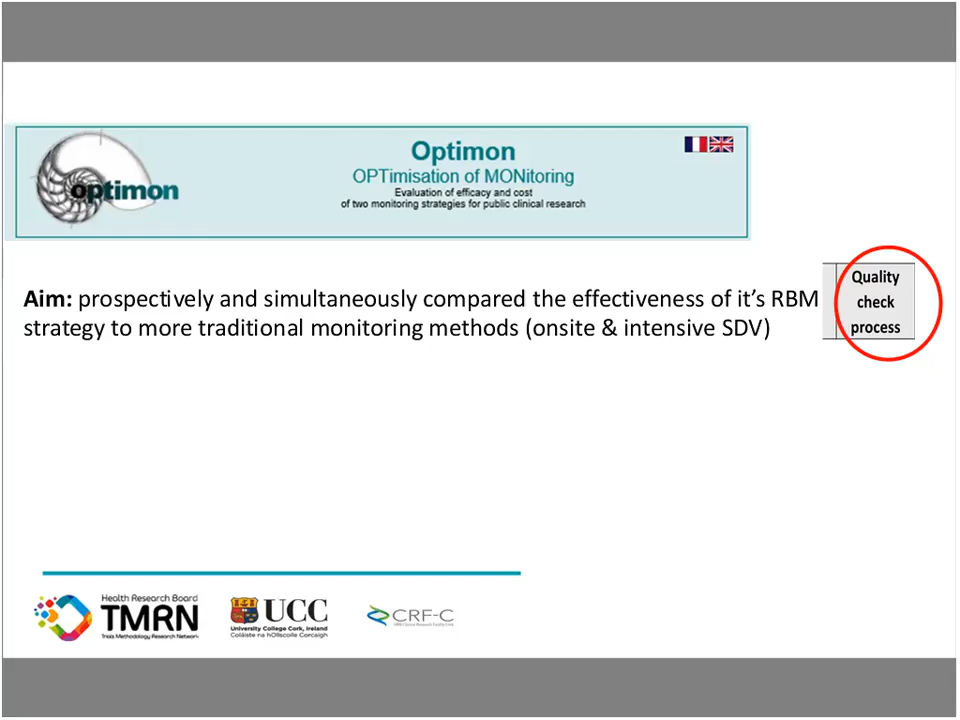 optimon
Optimon
OPTimisation of MONitoring
Evaluation of efficacy and cost
of two monitoring strategies for public clinical research
Aim: prospectively and simultaneously compared the effectiveness of it's RBM
strategy to more traditional monitoring methods (onsite & intensive SDV)
Quality
check
process
Health Research Board
TMRN
Trials Methodology Research Network
UCC
University College Cork, Ireland
Coláiste na hOllscoile Corcaigh
CRF-C